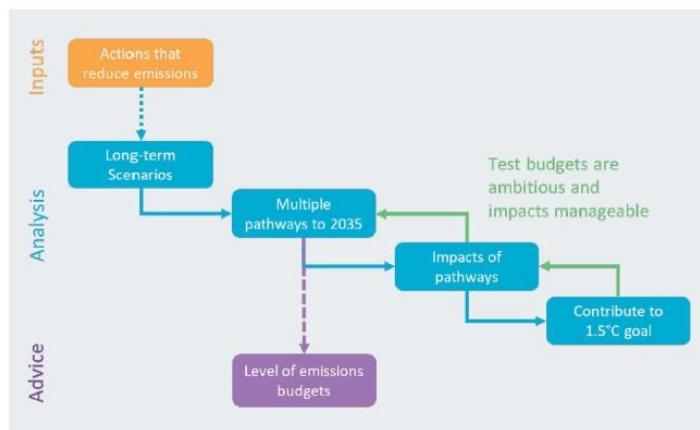 Inputs
Actions that
reduce emissions
Analysis
Long-term
Scenarios
Test budgets are
ambitious and
impacts manageable
Multiple
pathways to 2035
Impacts of
pathways
Contribute to
1.5°C goal
Advice
Level of emissions
budgets